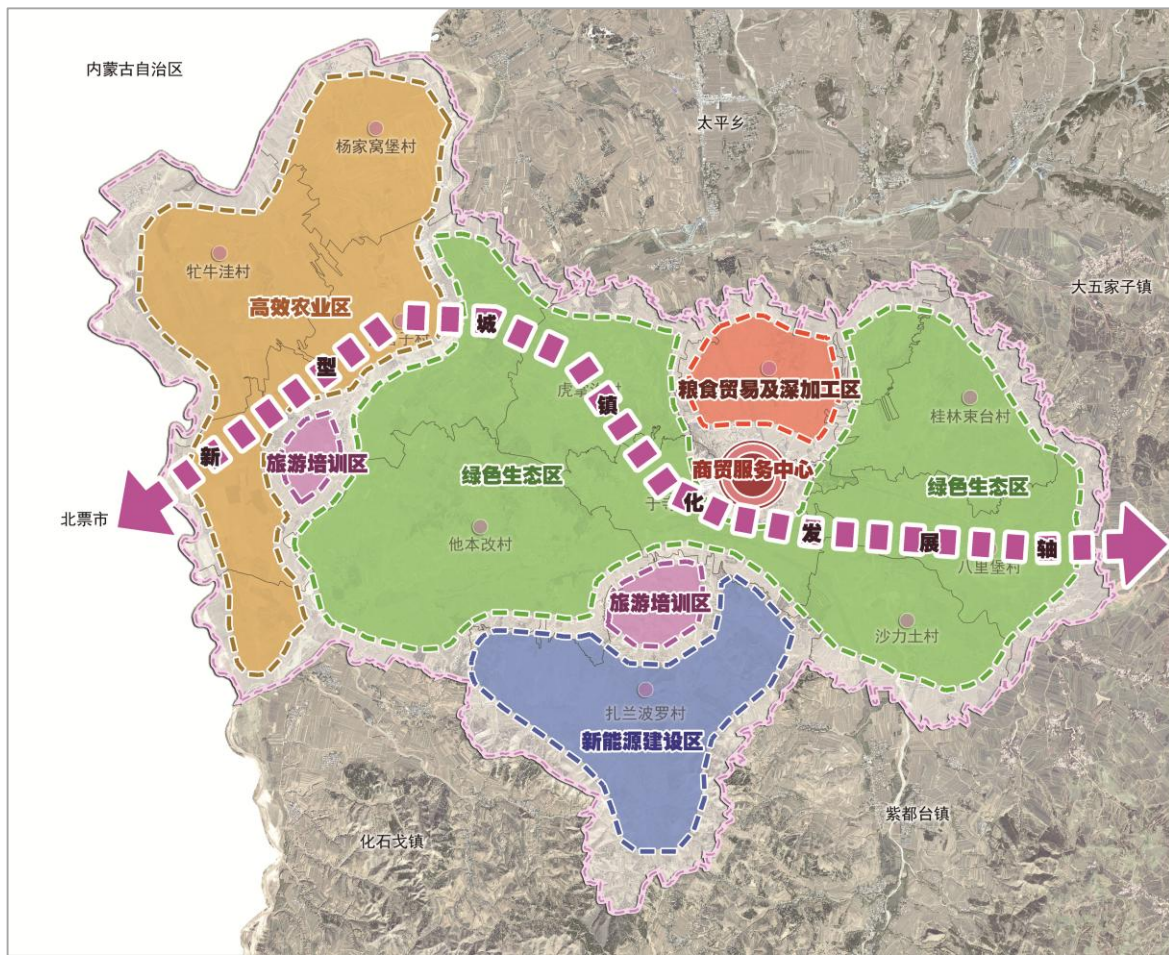 内蒙古自治区
太平乡
杨家窝堡村
牤牛洼村
大五家子镇
高效农业区
新型城镇化发展轴
粮食贸易及深加工区
桂林束台村
旅游培训区
绿色生态区
商贸服务中心
绿色生态区
北票市
他本改村
八里堡村
旅游培训区
沙力土村
扎兰波罗村
新能源建设区
紫都台镇
化石戈镇